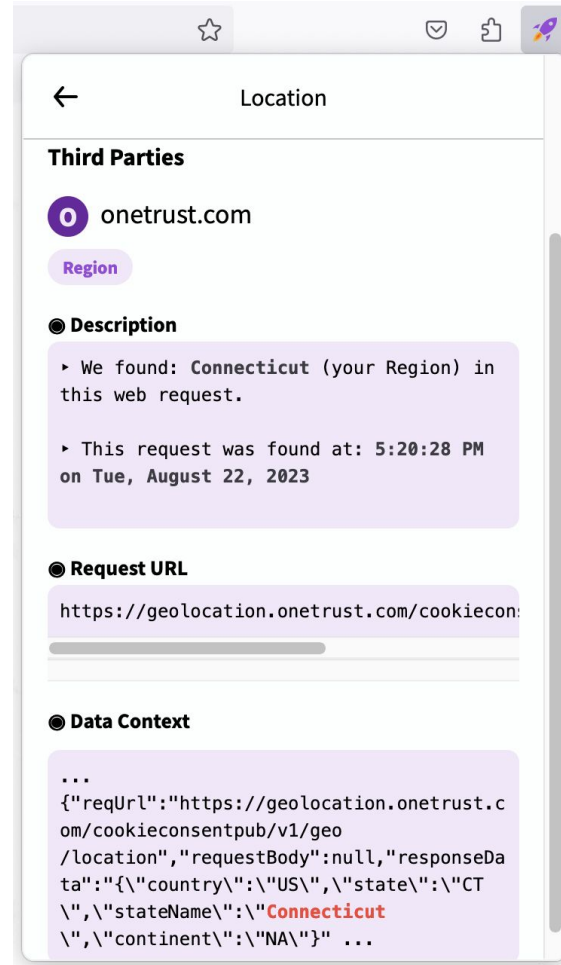 Location
Third Parties
O onetrust.com
Region
◉ Description
‣ We found: Connecticut (your Region) in
this web request.
‣ This request was found at: 5:20:28 PM
on Tue, August 22, 2023
◉ Request URL
https://geolocation.onetrust.com/cookiecon
◉ Data Context
...
{"reqUrl":"https://geolocation.onetrust.c
om/cookieconsentpub/v1/geo
/location","requestBody":null,"responseDa
ta":"{\"country\":\"US\",\"state\":\"CT
\",\"stateName\":\"Connecticut
\",\"continent\":\"NA\"}" ...